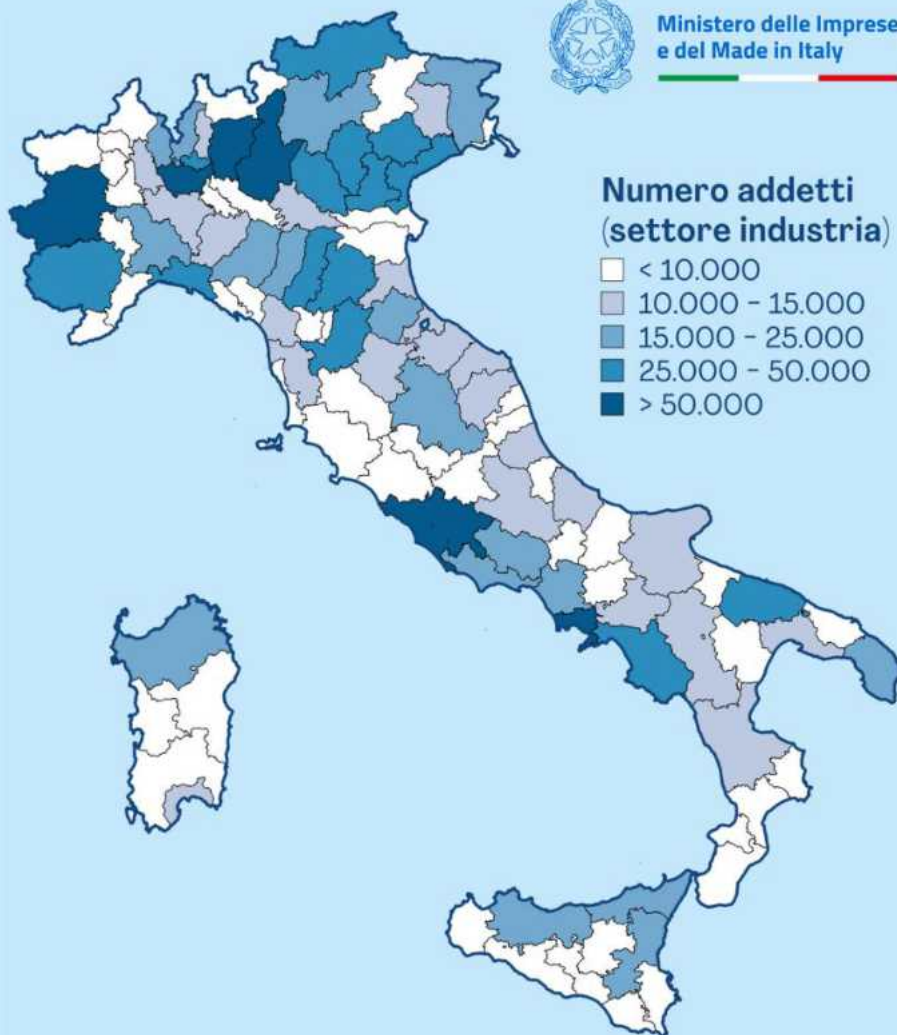 Ministero delle Imprese
e del Made in Italy
Numero addetti
(settore industria)
< 10.000
10.000 - 15.000
15.000 - 25.000
25.000 - 50.000
> 50.000